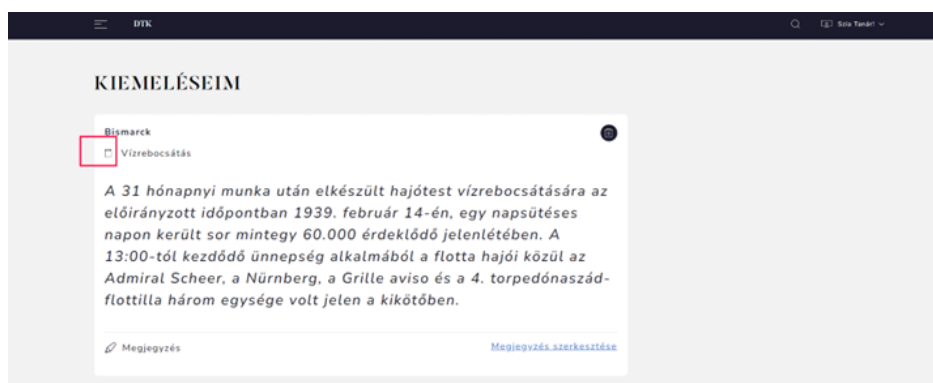 DTK
Szia Tanár!
KIEMELÉSEIM
Bismarck
Vízrebocsátás
A 31 hónapnyi munka után elkészült hajótest vízrebocsátására az
előirányzott időpontban 1939. február 14-én, egy napsütéses
napon került sor mintegy 60.000 érdeklődő jelenlétében. A
13:00-tól kezdődő ünnepség alkalmából a flotta hajói közül az
Admiral Scheer, a Nürnberg, a Grille aviso és a 4. torpedónaszád-
flottilla három egysége volt jelen a kikötőben.
Megjegyzés
Megjegyzés szerkesztése